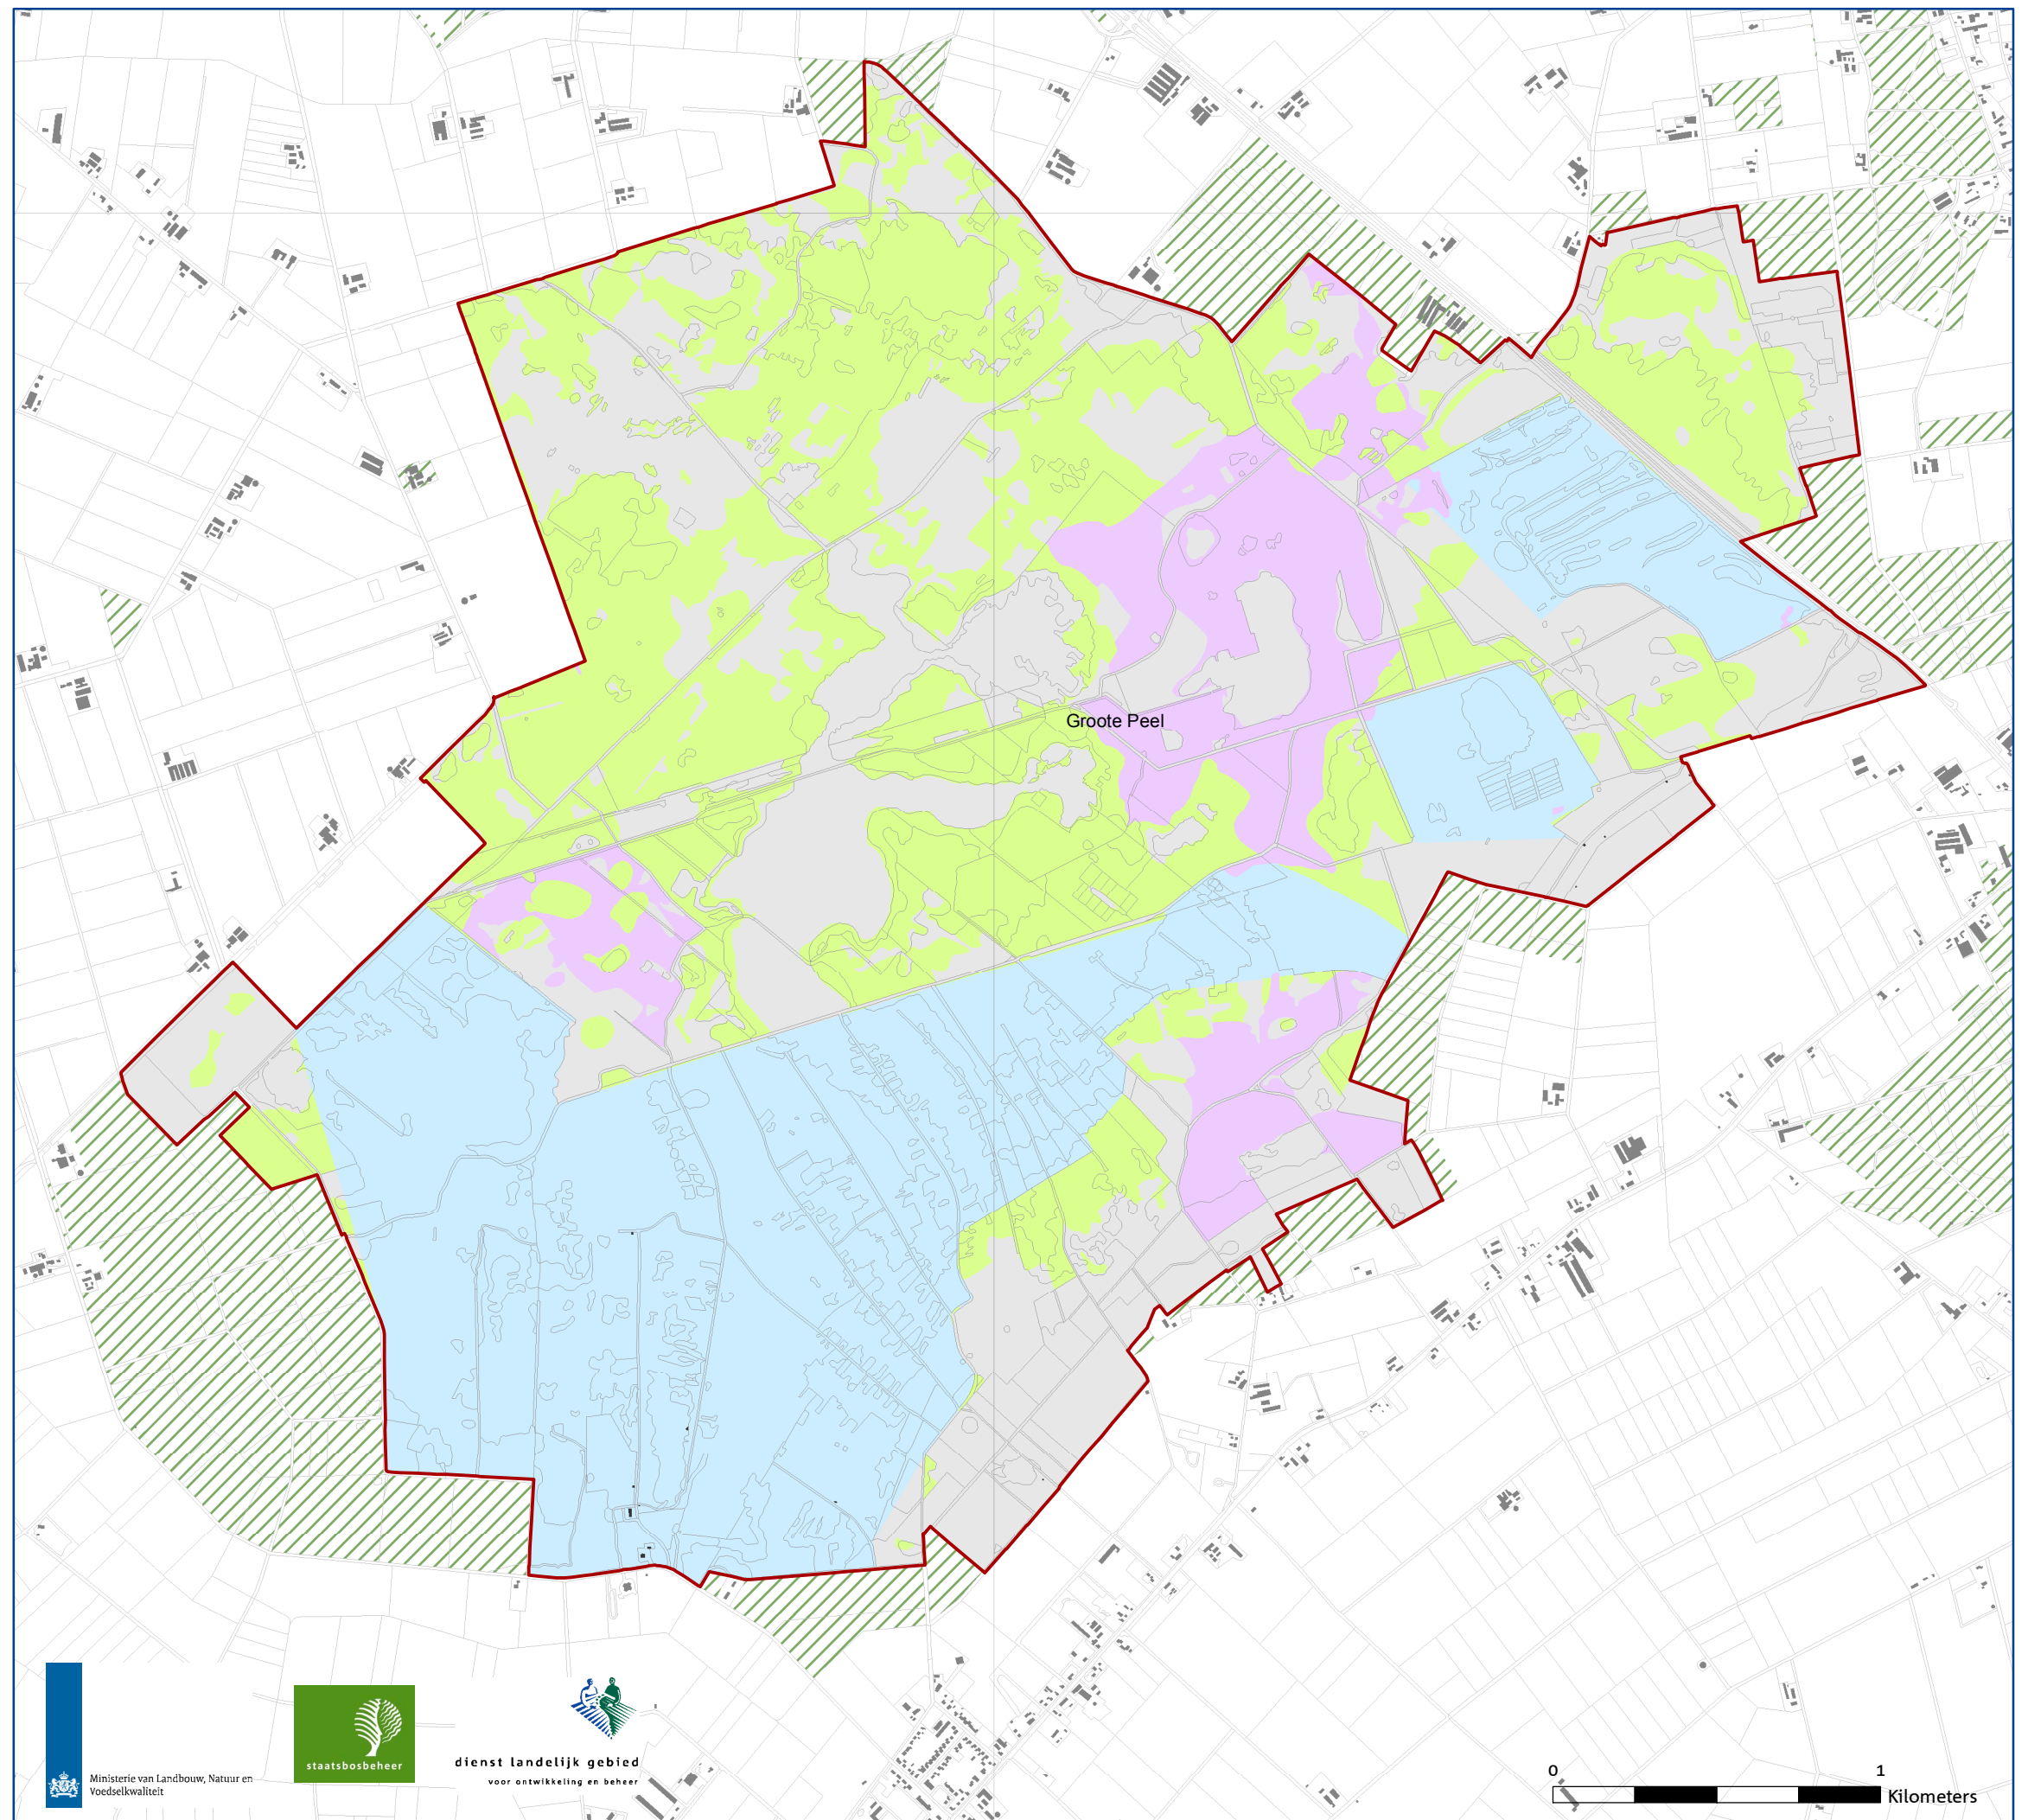 Groote Peel
Ministerie van Landbouw, Natuur en
Voedselkwaliteit
staatsbosbeheer
dienst landelijk gebied
voor ontwikkeling en beheer
0 1
Kilometers